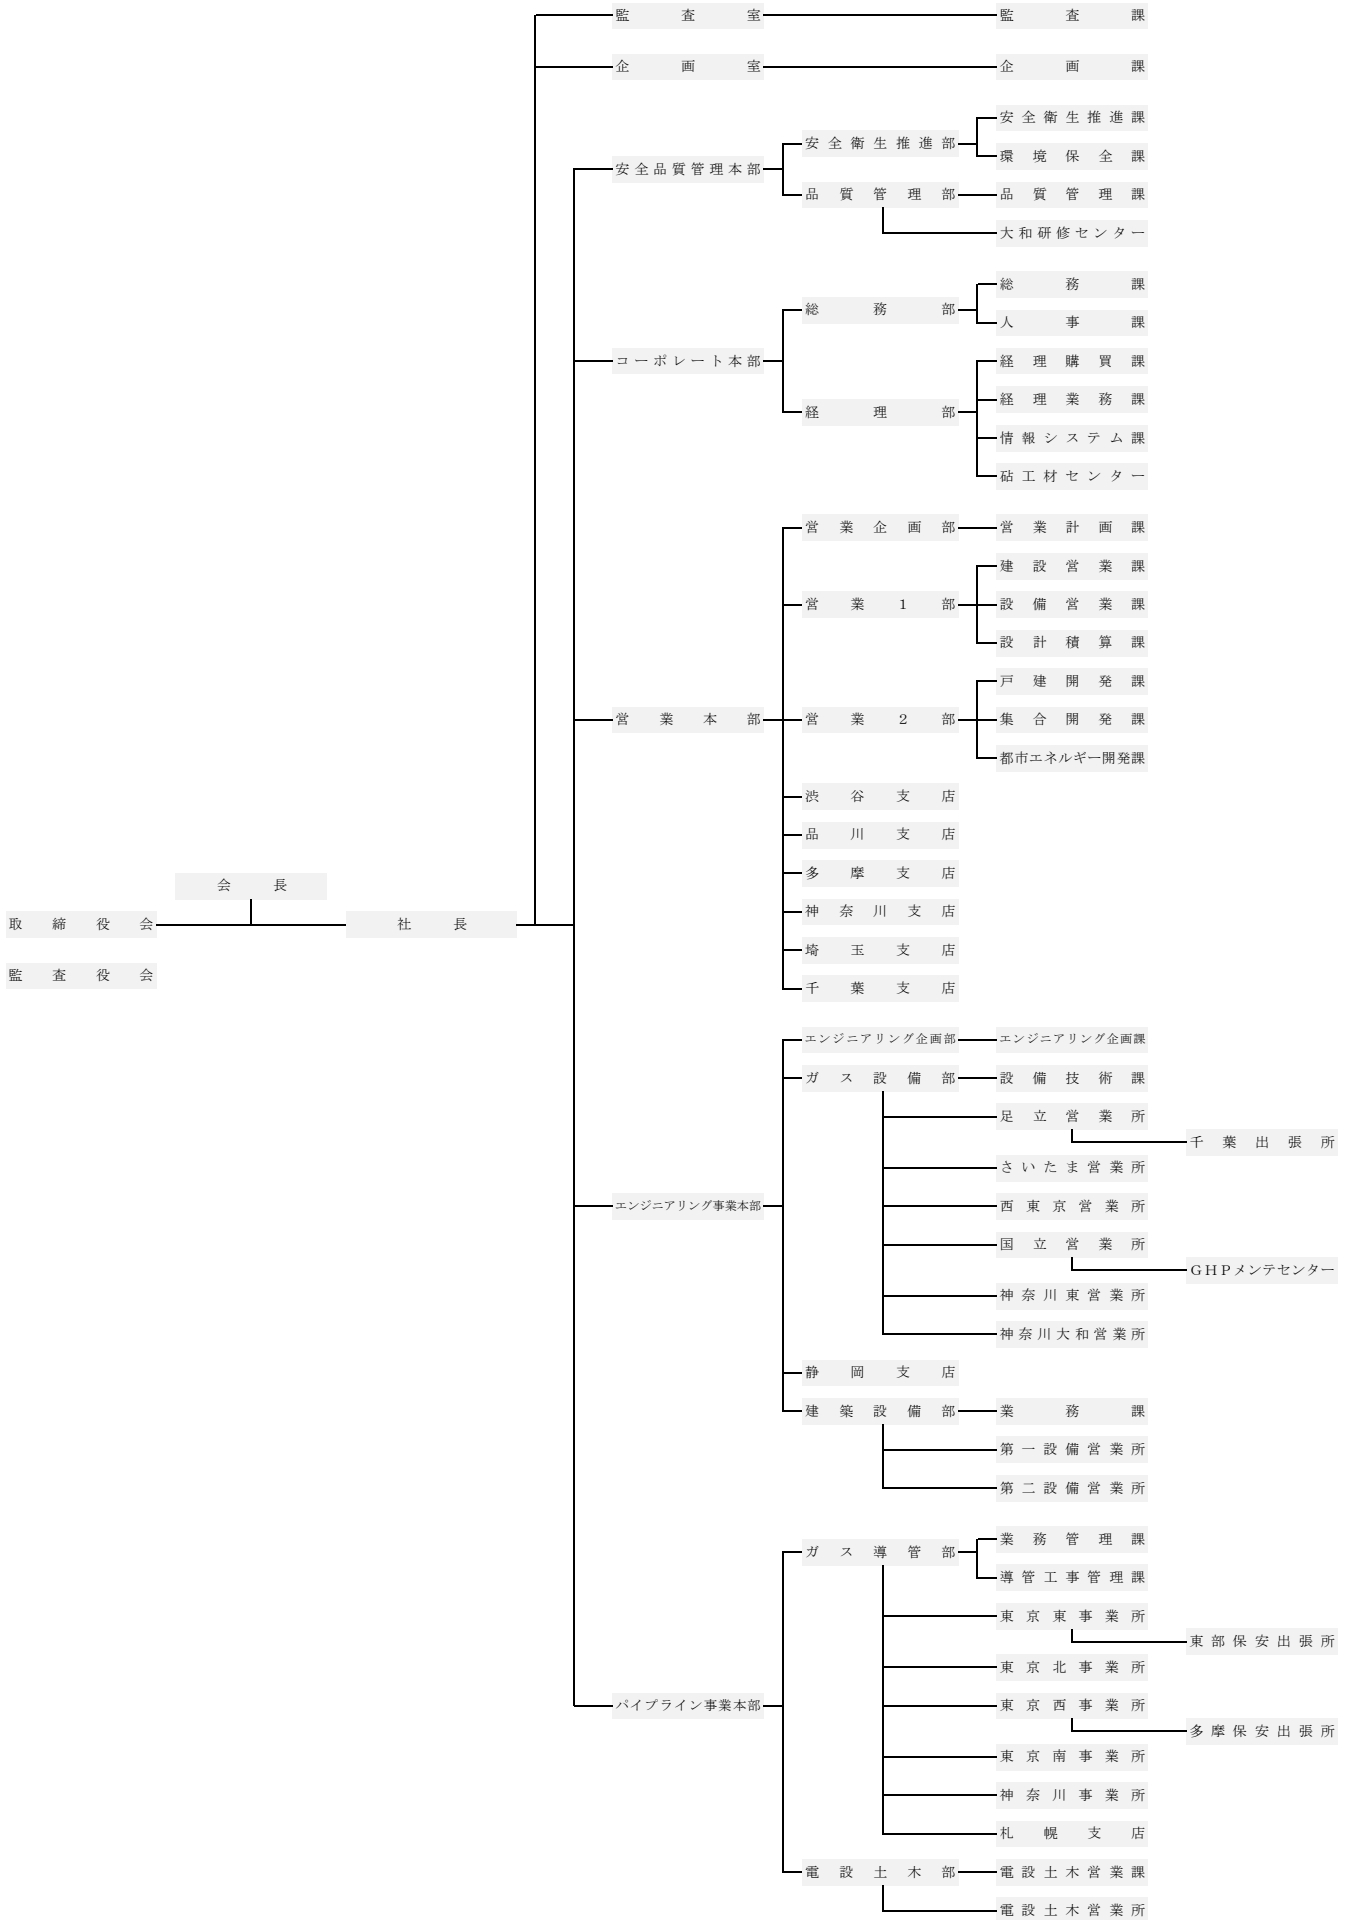 監査室 監査課
企画室 企画課
安全衛生推進課
安全衛生推進部
環境保全課
安全品質管理本部
品質管理部 品質管理課
大和研修センター
総務課
総務部
人事課
コーポレート本部 経理購買課
経理業務課
経理部
情報システム課
砧工材センター
営業企画部 営業計画課
建設営業課
営業1部 設備営業課
設計積算課
戸建開発課
営業本部 営業2部 集合開発課
都市エネルギー開発課
渋谷支店
品川支店
多摩支店
会長
神奈川支店
取締役会 社長
埼玉支店
監査役会
千葉支店
エンジニアリング企画部 エンジニアリング企画課
ガス設備部 設備技術課
足立営業所
千葉出張所
さいたま営業所
エンジニアリング事業本部 西東京営業所
国立営業所
GHPメンテセンター
神奈川東営業所
神奈川大和営業所
静岡支店
建築設備部 業務課
第一設備営業所
第二設備営業所
業務管理課
ガス導管部
導管工事管理課
東京東事業所
東部保安出張所
東京北事業所
パイプライン事業本部 東京西事業所
多摩保安出張所
東京南事業所
神奈川事業所
札幌支店
電設土木部 電設土木営業課
電設土木営業所